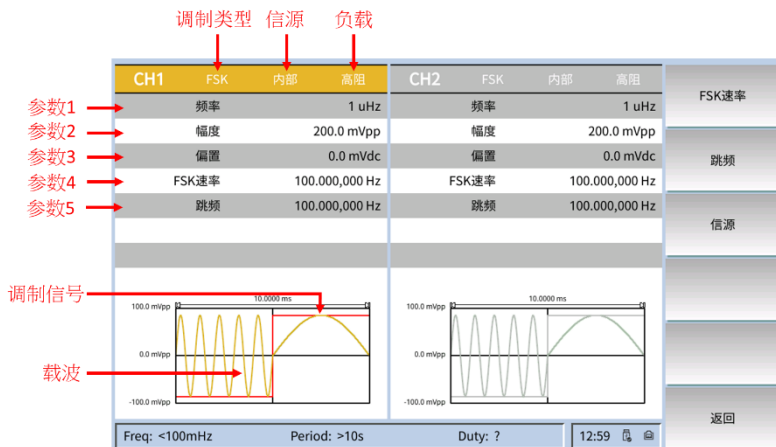 调制类型 信源 负载
CH1 FSK 内部 高阻 CH2 FSK 内部 高阻
FSK速率
参数1 频率 1 uHz 频率 1 uHz
参数2 幅度 200.0 mVpp 幅度 200.0 mVpp
参数3 偏置 0.0 mVdc 偏置 0.0 mVdc
跳频
参数4 FSK速率 100.000,000 Hz FSK速率 100.000,000 Hz
参数5 跳频 100.000,000 Hz 跳频 100.000,000 Hz
信源
调制信号
10.0000 ms 10.0000 ms
100.0 mVpp 100.0 mVpp
0.0 mVpp 0.0 mVpp
载波
-100.0 mVpp -100.0 mVpp
返回
Freq: <100mHz Period: >10s Duty: ? 12:59